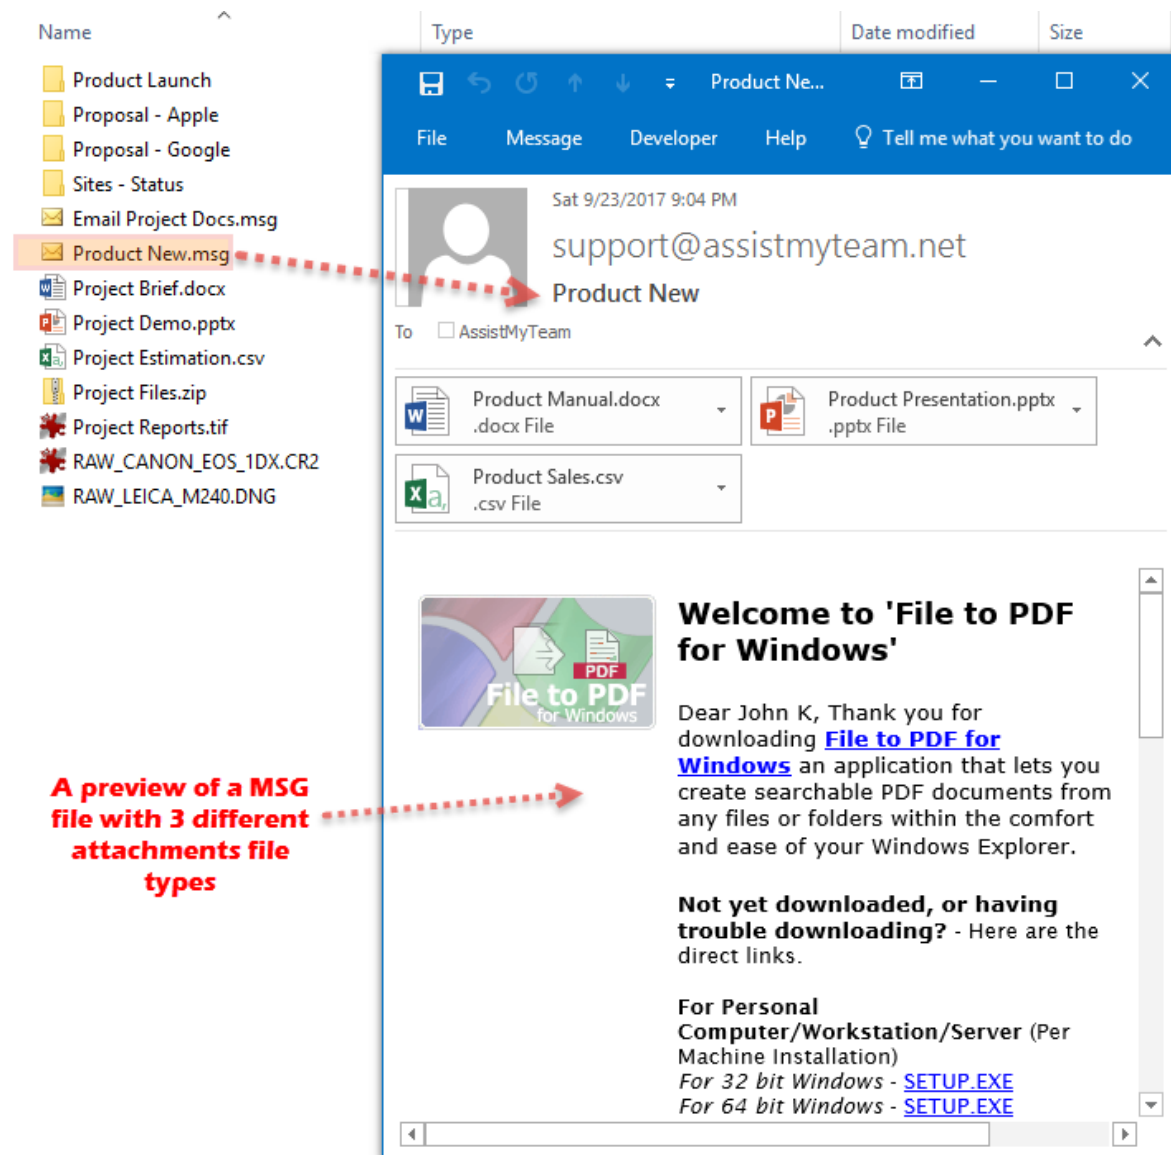 Name
Type
Date modified
Size
Product Launch
Proposal - Apple
Proposal - Google
Sites - Status
Email Project Docs.msg
Product New.msg
Project Brief.docx
Project Demo.pptx
Project Estimation.csv
Project Files.zip
Project Reports.tif
RAW_CANON_EOS_1DX.CR2
RAW_LEICA_M240.DNG
A preview of a MSG
file with 3 different
attachments file
types
Product Ne...
File
Message
Developer
Help
Tell me what you want to do
Sat 9/23/2017 9:04 PM
support@assistmyteam.net
Product New
To
AssistMyTeam
Product Manual.docx
.docx File
Product Presentation.pptx
.pptx File
Product Sales.csv
.csv File
PDF
File to PDF
for Windows
Welcome to 'File to PDF
for Windows'
Dear John K, Thank you for
downloading File to PDF for
Windows an application that lets you
create searchable PDF documents from
any files or folders within the comfort
and ease of your Windows Explorer.
Not yet downloaded, or having
trouble downloading? - Here are the
direct links.
For Personal
Computer/Workstation/Server (Per
Machine Installation)
For 32 bit Windows - SETUP.EXE
For 64 bit Windows - SETUP.EXE